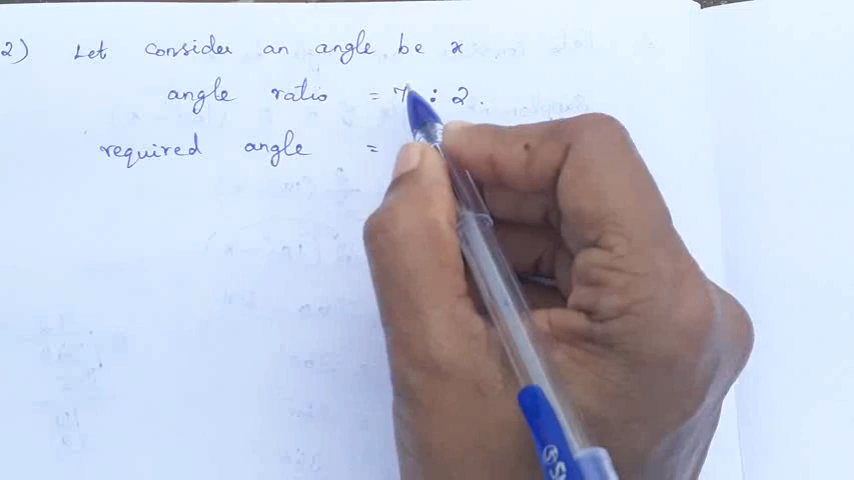 2) Let consider an angle be x
angle ratio = 7 : 2.
required angle =